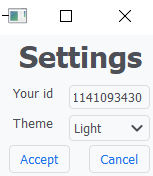 Settings
Your id 1141093430
Theme Light
Accept Cancel